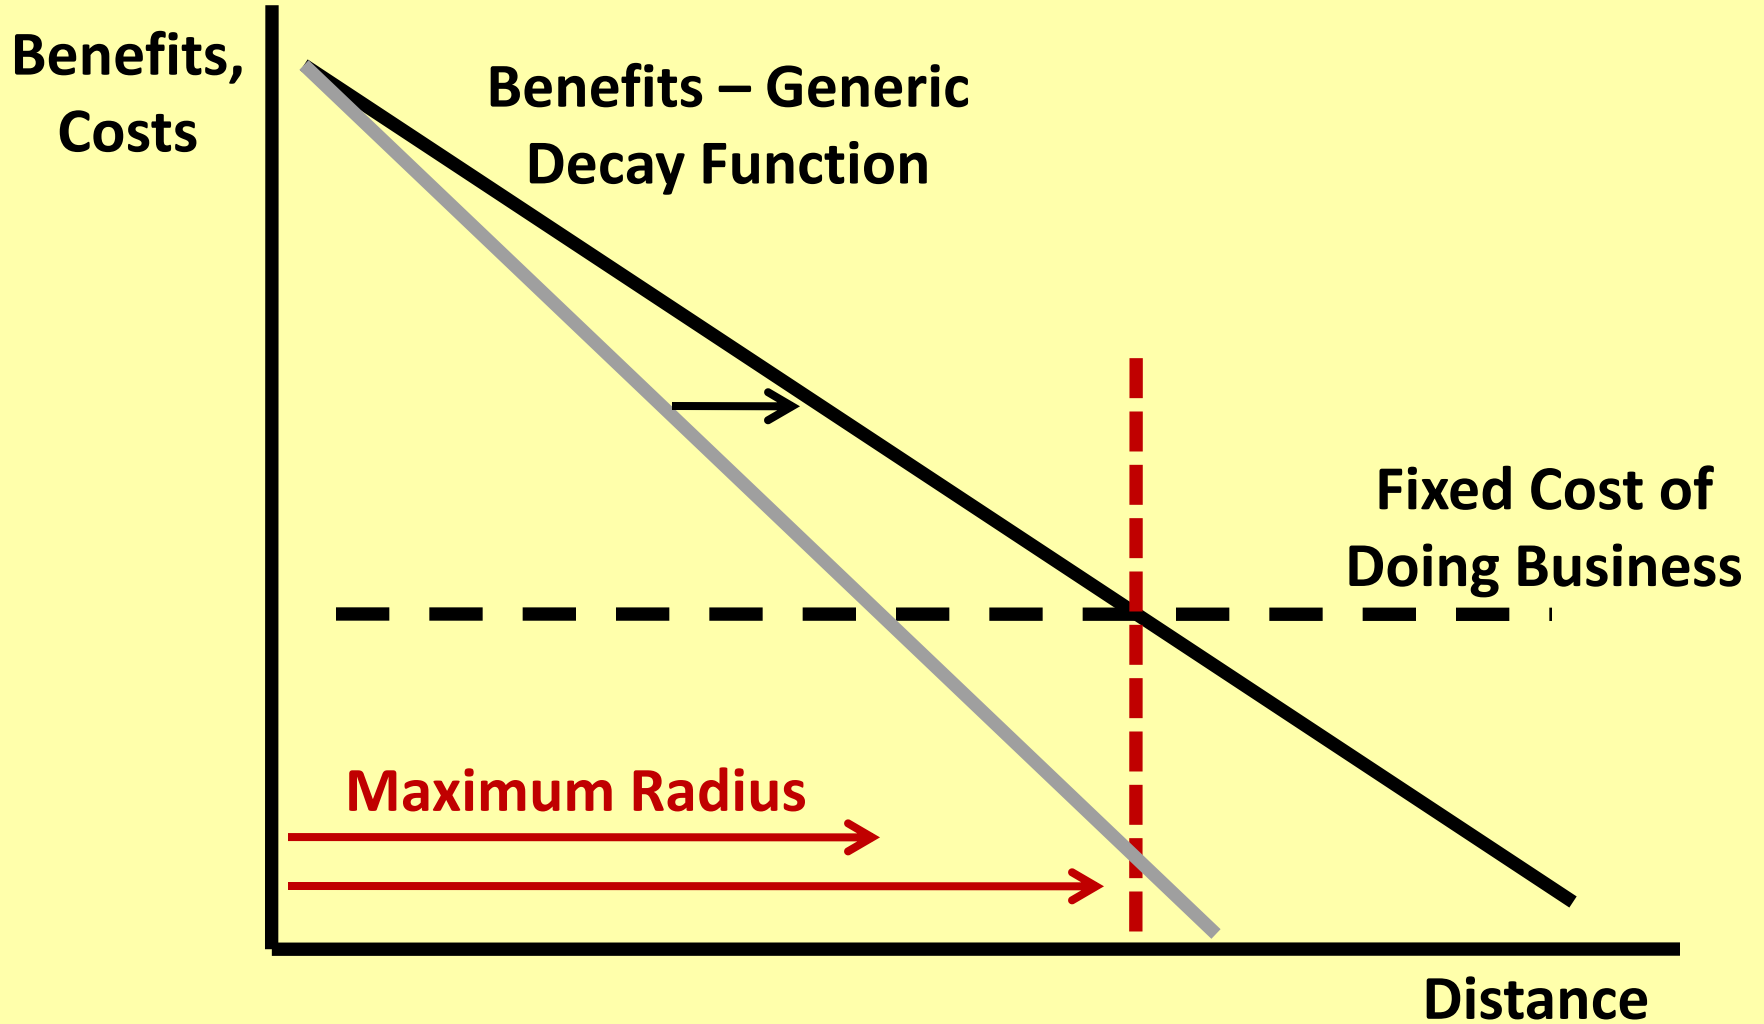 Benefits,
Costs
Benefits – Generic
Decay Function
Fixed Cost of
Doing Business
Maximum Radius
Distance